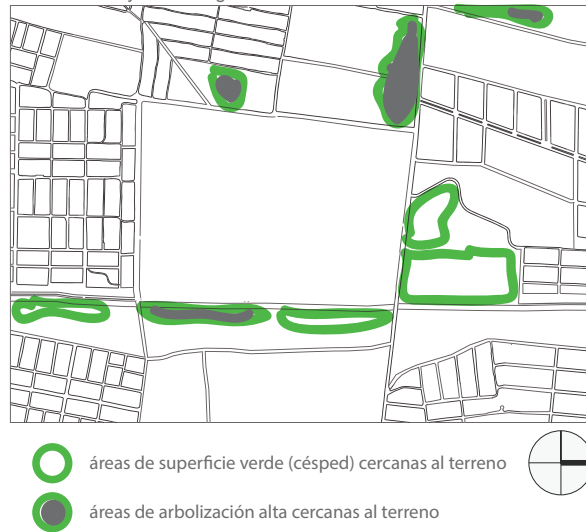 áreas de superficie verde (césped) cercanas al terreno
áreas de arbolización alta cercanas al terreno